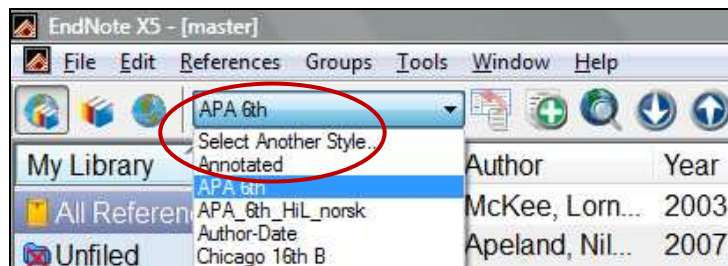 EndNote X5 - [master]
File Edit References Groups Tools Window Help
APA 6th
Select Another Style..
My Library Annotated Author Year
APA 6th
All Referen APA_6th_HiL_norsk McKee, Lorn... 2003
Author-Date
Unfiled Chicago 16th B Apeland, Nil... 2007